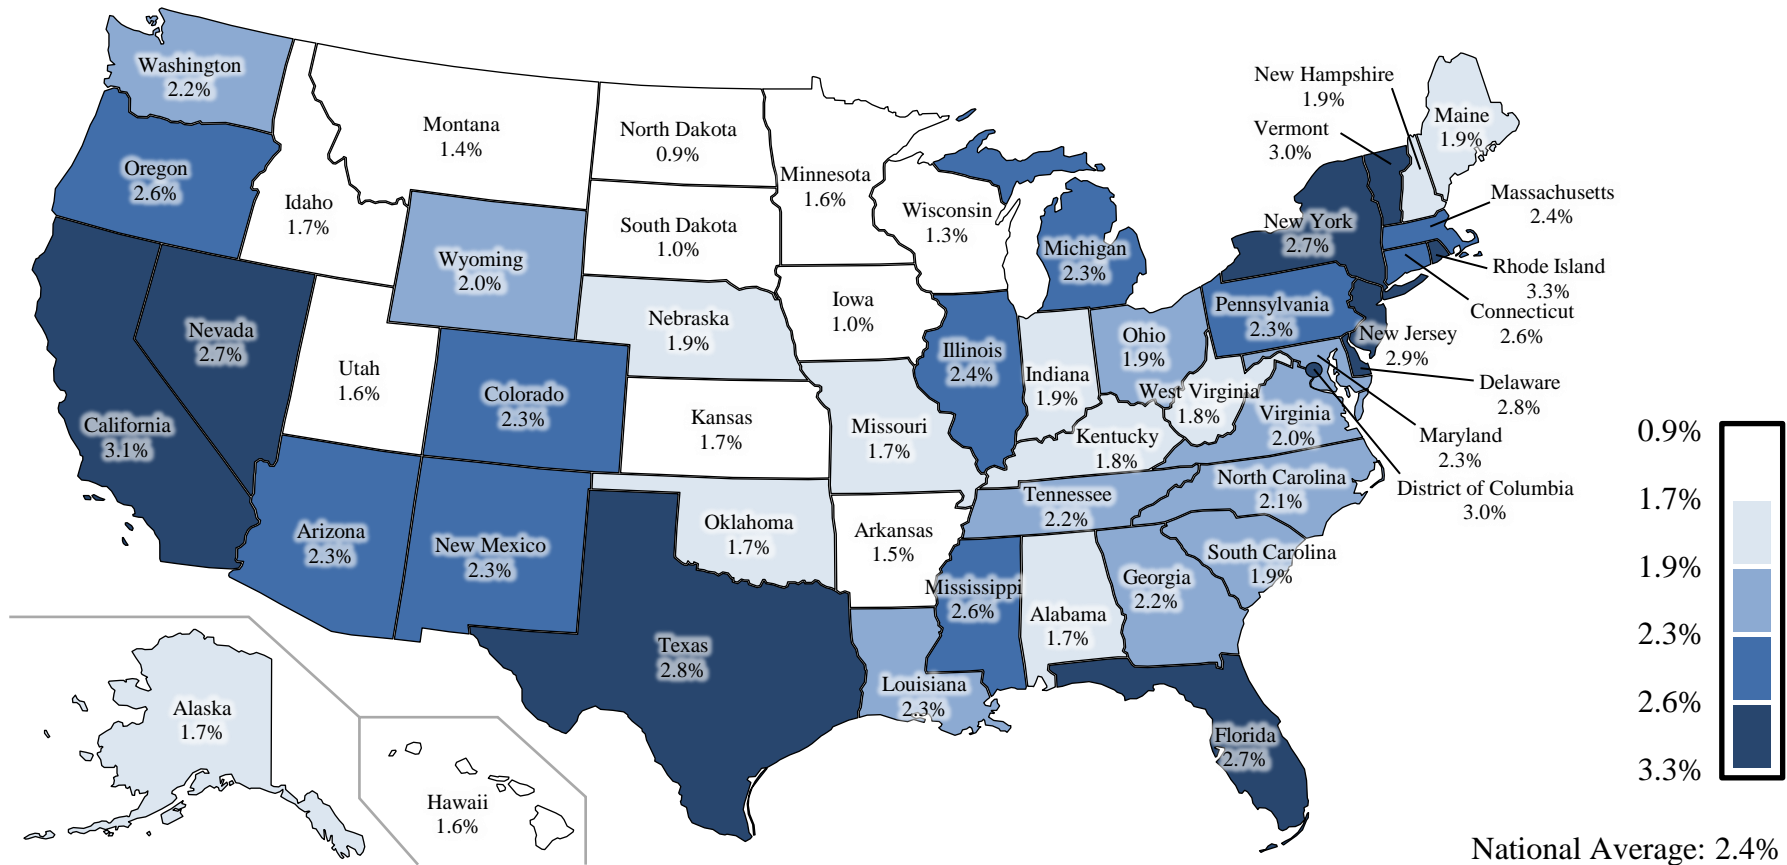 Washington
2.2%
Oregon
2.6%
California
3.1%
Nevada
2.7%
Idaho
1.7%
Montana
1.4%
Wyoming
2.0%
Utah
1.6%
Colorado
2.3%
Arizona
2.3%
New Mexico
2.3%
North Dakota
0.9%
South Dakota
1.0%
Nebraska
1.9%
Kansas
1.7%
Oklahoma
1.7%
Texas
2.8%
Minnesota
1.6%
Iowa
1.0%
Missouri
1.7%
Arkansas
1.5%
Louisiana
2.3%
Wisconsin
1.3%
Illinois
2.4%
Michigan
2.3%
Indiana
1.9%
Ohio
1.9%
Kentucky
1.8%
Tennessee
2.2%
Mississippi
2.6%
Alabama
1.7%
Georgia
2.2%
Florida
2.7%
South Carolina
1.9%
North Carolina
2.1%
Virginia
2.0%
West Virginia
1.8%
Pennsylvania
2.3%
New York
2.7%
New Hampshire
1.9%
Vermont
3.0%
Maine
1.9%
Massachusetts
2.4%
Rhode Island
3.3%
Connecticut
2.6%
New Jersey
2.9%
Delaware
2.8%
Maryland
2.3%
District of Columbia
3.0%
Alaska
1.7%
Hawaii
1.6%
0.9%
1.7%
1.9%
2.3%
2.6%
3.3%
National Average: 2.4%